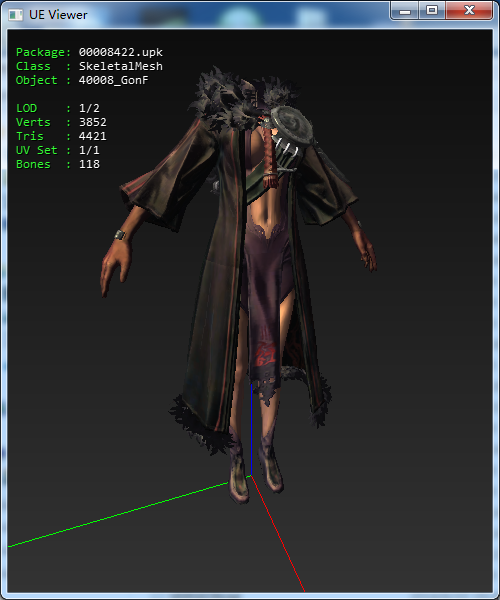 UE Viewer
Package: 00008422.upk
Class : SkeletalMesh
Object : 40008_GonF
LOD : 1/2
Verts : 3852
Tris : 4421
UV Set : 1/1
Bones : 118